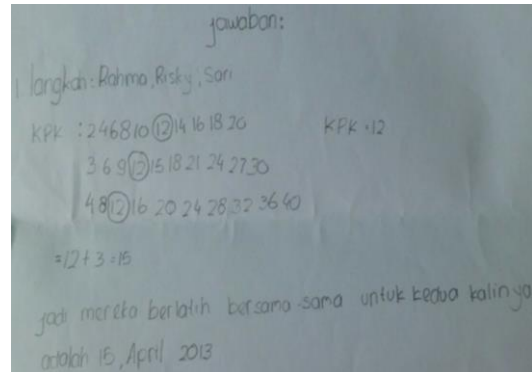 jawaban:
1 langkah: Rahma, Risky, Sari
KPK : 2 4 6 8 10 12 14 16 18 20 KPK = 12
3 6 9 12 15 18 21 24 27 30
4 8 12 16 20 24 28 32 36 40
= 12 + 3 = 15
jadi mereka berlatih bersama-sama untuk kedua kalinya
adalah 15, April 2013